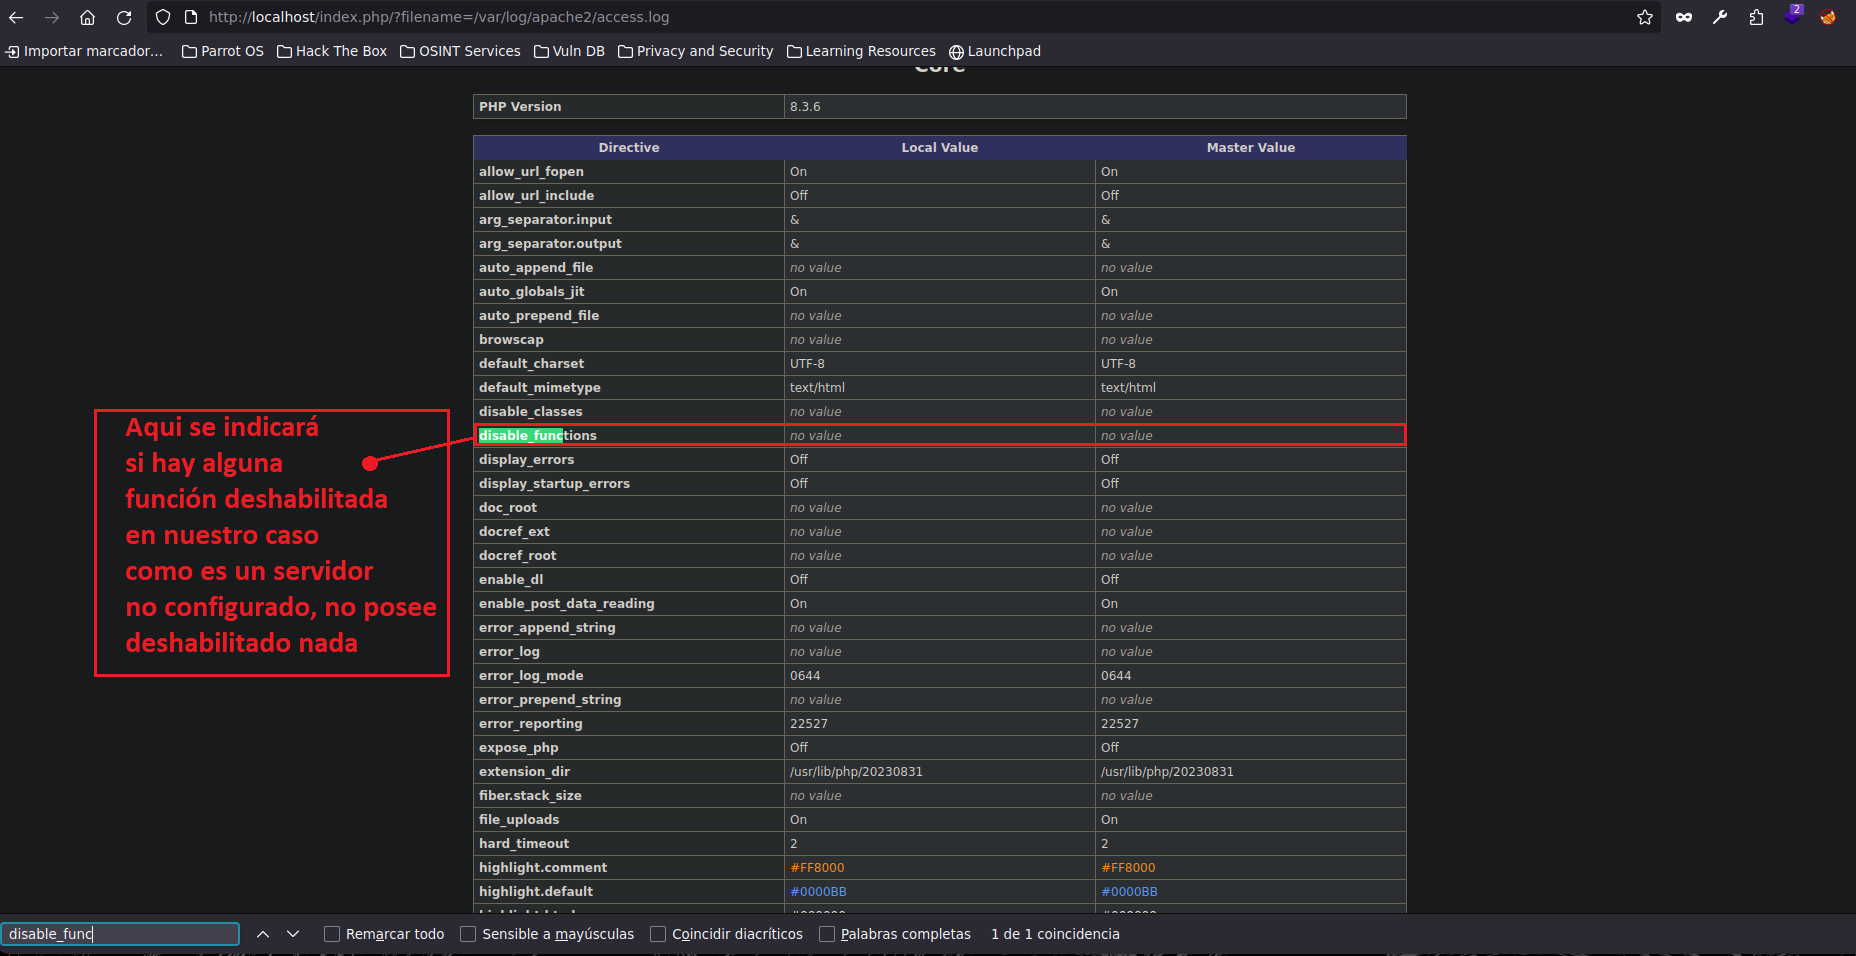 http://localhost/index.php/?filename=/var/log/apache2/access.log
2
Importar marcador... Parrot OS Hack The Box OSINT Services Vuln DB Privacy and Security Learning Resources Launchpad
Core
PHP Version 8.3.6
Directive Local Value Master Value
allow_url_fopen On On
allow_url_include Off Off
arg_separator.input & &
arg_separator.output & &
auto_append_file no value no value
auto_globals_jit On On
auto_prepend_file no value no value
browscap no value no value
default_charset UTF-8 UTF-8
default_mimetype text/html text/html
disable_classes no value no value
disable_functions no value no value
display_errors Off Off
display_startup_errors Off Off
doc_root no value no value
docref_ext no value no value
docref_root no value no value
enable_dl Off Off
enable_post_data_reading On On
error_append_string no value no value
error_log no value no value
error_log_mode 0644 0644
error_prepend_string no value no value
error_reporting 22527 22527
expose_php Off Off
extension_dir /usr/lib/php/20230831 /usr/lib/php/20230831
fiber.stack_size no value no value
file_uploads On On
hard_timeout 2 2
highlight.comment #FF8000 #FF8000
highlight.default #0000BB #0000BB
Aqui se indicará
si hay alguna
función deshabilitada
en nuestro caso
como es un servidor
no configurado, no posee
deshabilitado nada
disable_func Remarcar todo Sensible a mayúsculas Coincidir diacríticos Palabras completas 1 de 1 coincidencia